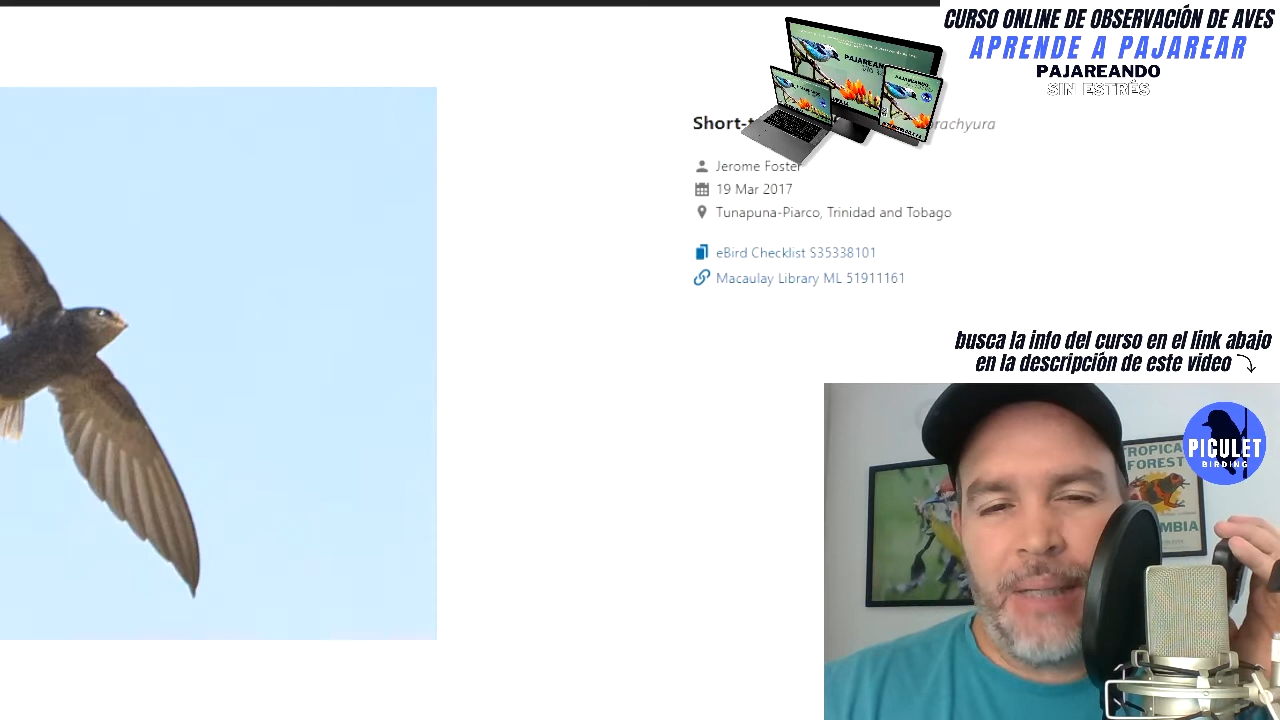 CURSO ONLINE DE OBSERVACIÓN DE AVES
APRENDE A PAJAREAR
PAJAREANDO
SIN ESTRÉS
Short-t
rachyura
Jerome Foster
19 Mar 2017
Tunapuna-Piarco, Trinidad and Tobago
eBird Checklist S35338101
Macaulay Library ML 51911161
busca la info del curso en el link abajo
en la descripción de este video
PICULET
BIRDING
TROPICA
FOREST
MBIA